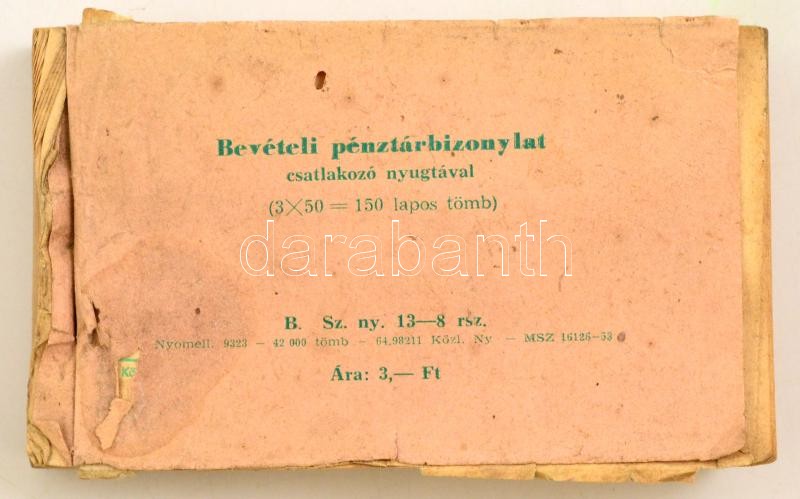 Bevételi pénztárbizonylat
csatlakozó nyugtával
(3×50 = 150 lapos tömb)
darabanth
B. Sz. ny. 13—8 rsz.
Nyomell. 9323 — 42 000 tömb — 64.98211 Közl. Ny — MSZ 16126—53
Kö
Ára: 3,— Ft